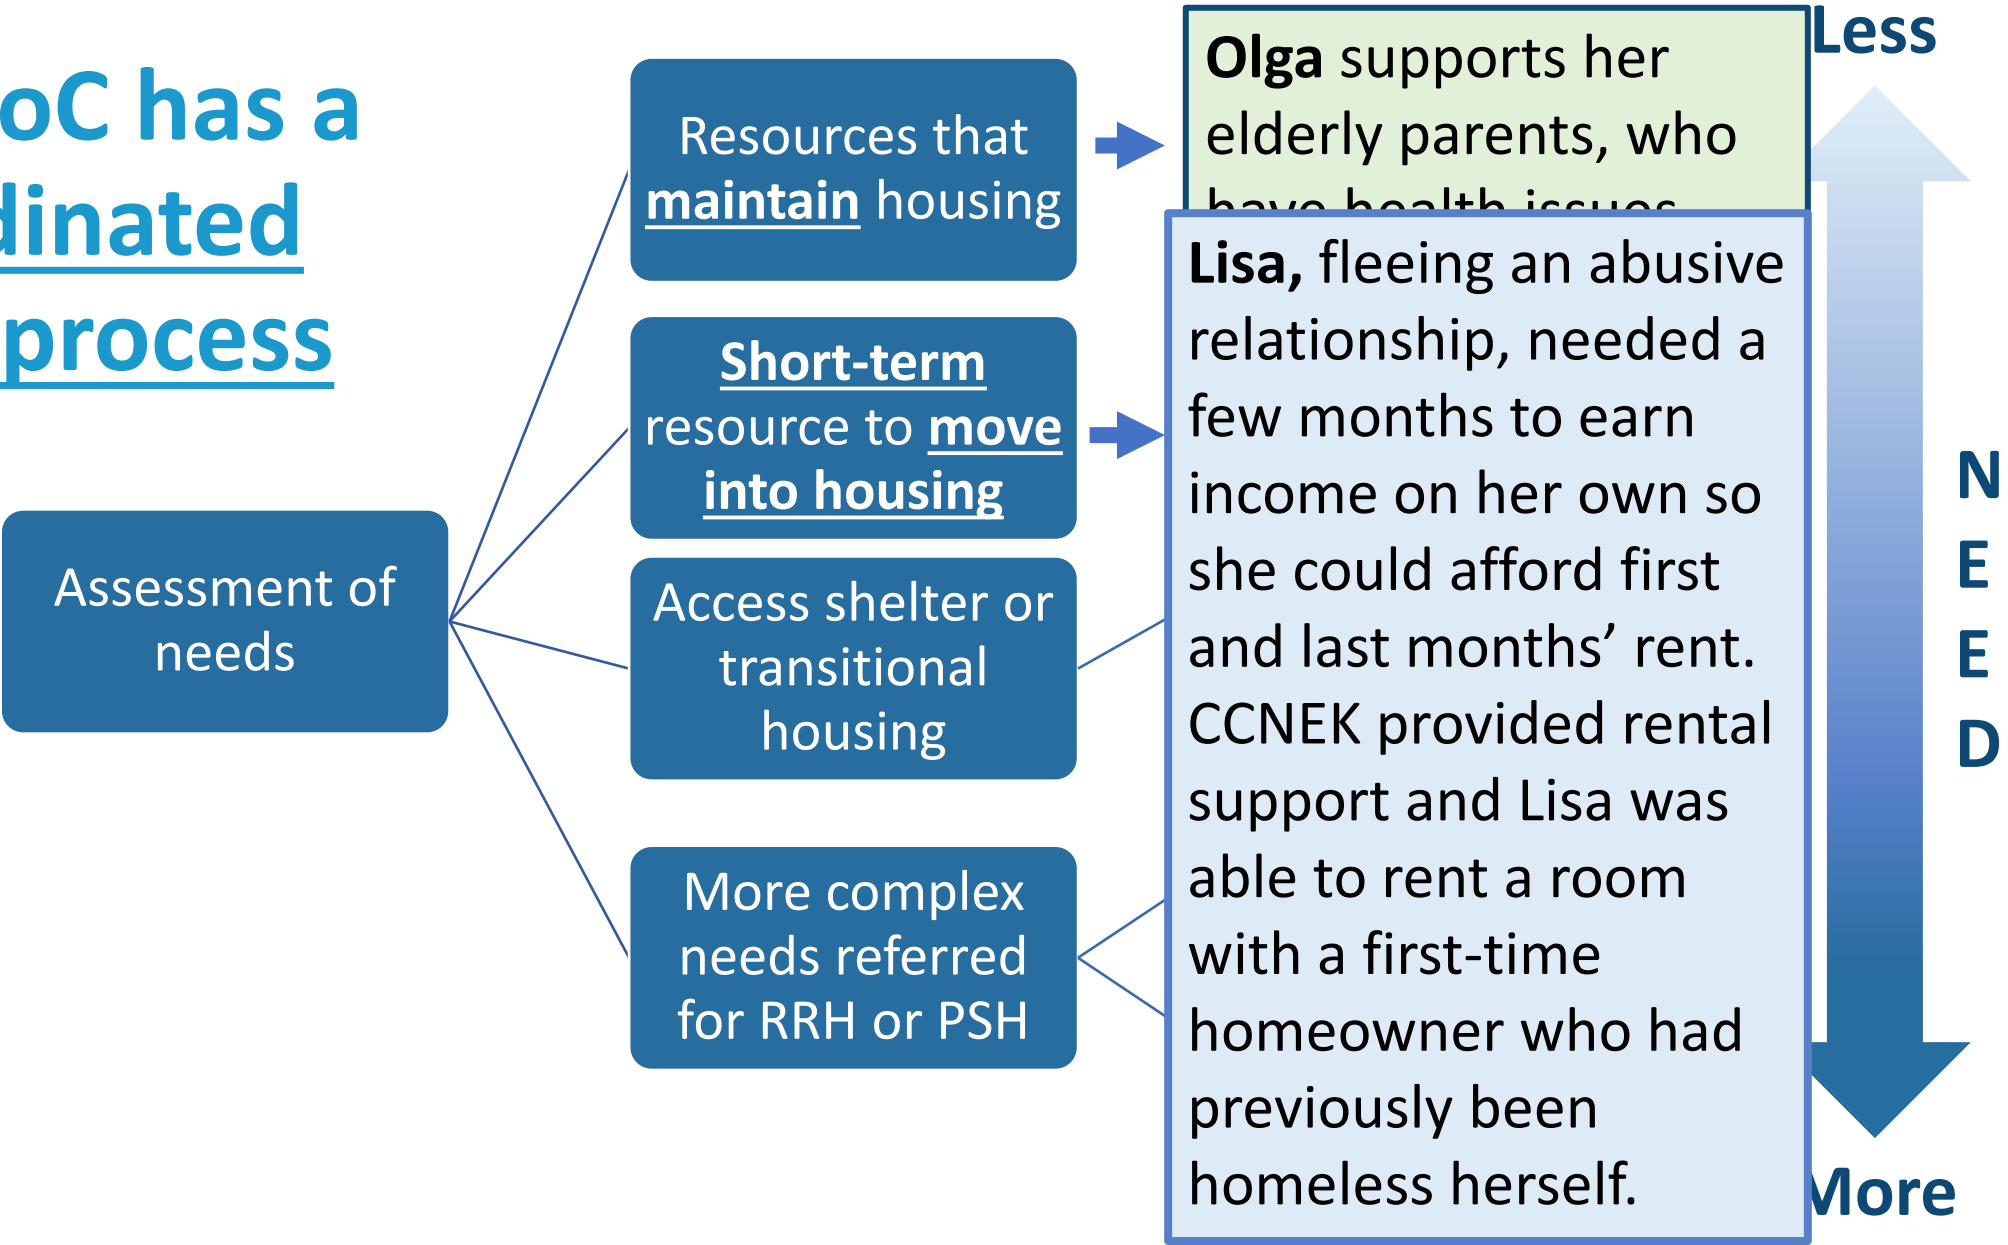 oC has a
dinated
process
Assessment of
needs
Resources that
maintain housing
Short-term
resource to move
into housing
Access shelter or
transitional
housing
More complex
needs referred
for RRH or PSH
Olga supports her
elderly parents, who
have health issues
Lisa, fleeing an abusive
relationship, needed a
few months to earn
income on her own so
she could afford first
and last months’ rent.
CCNEK provided rental
support and Lisa was
able to rent a room
with a first-time
homeowner who had
previously been
homeless herself.
Less
N
E
E
D
More